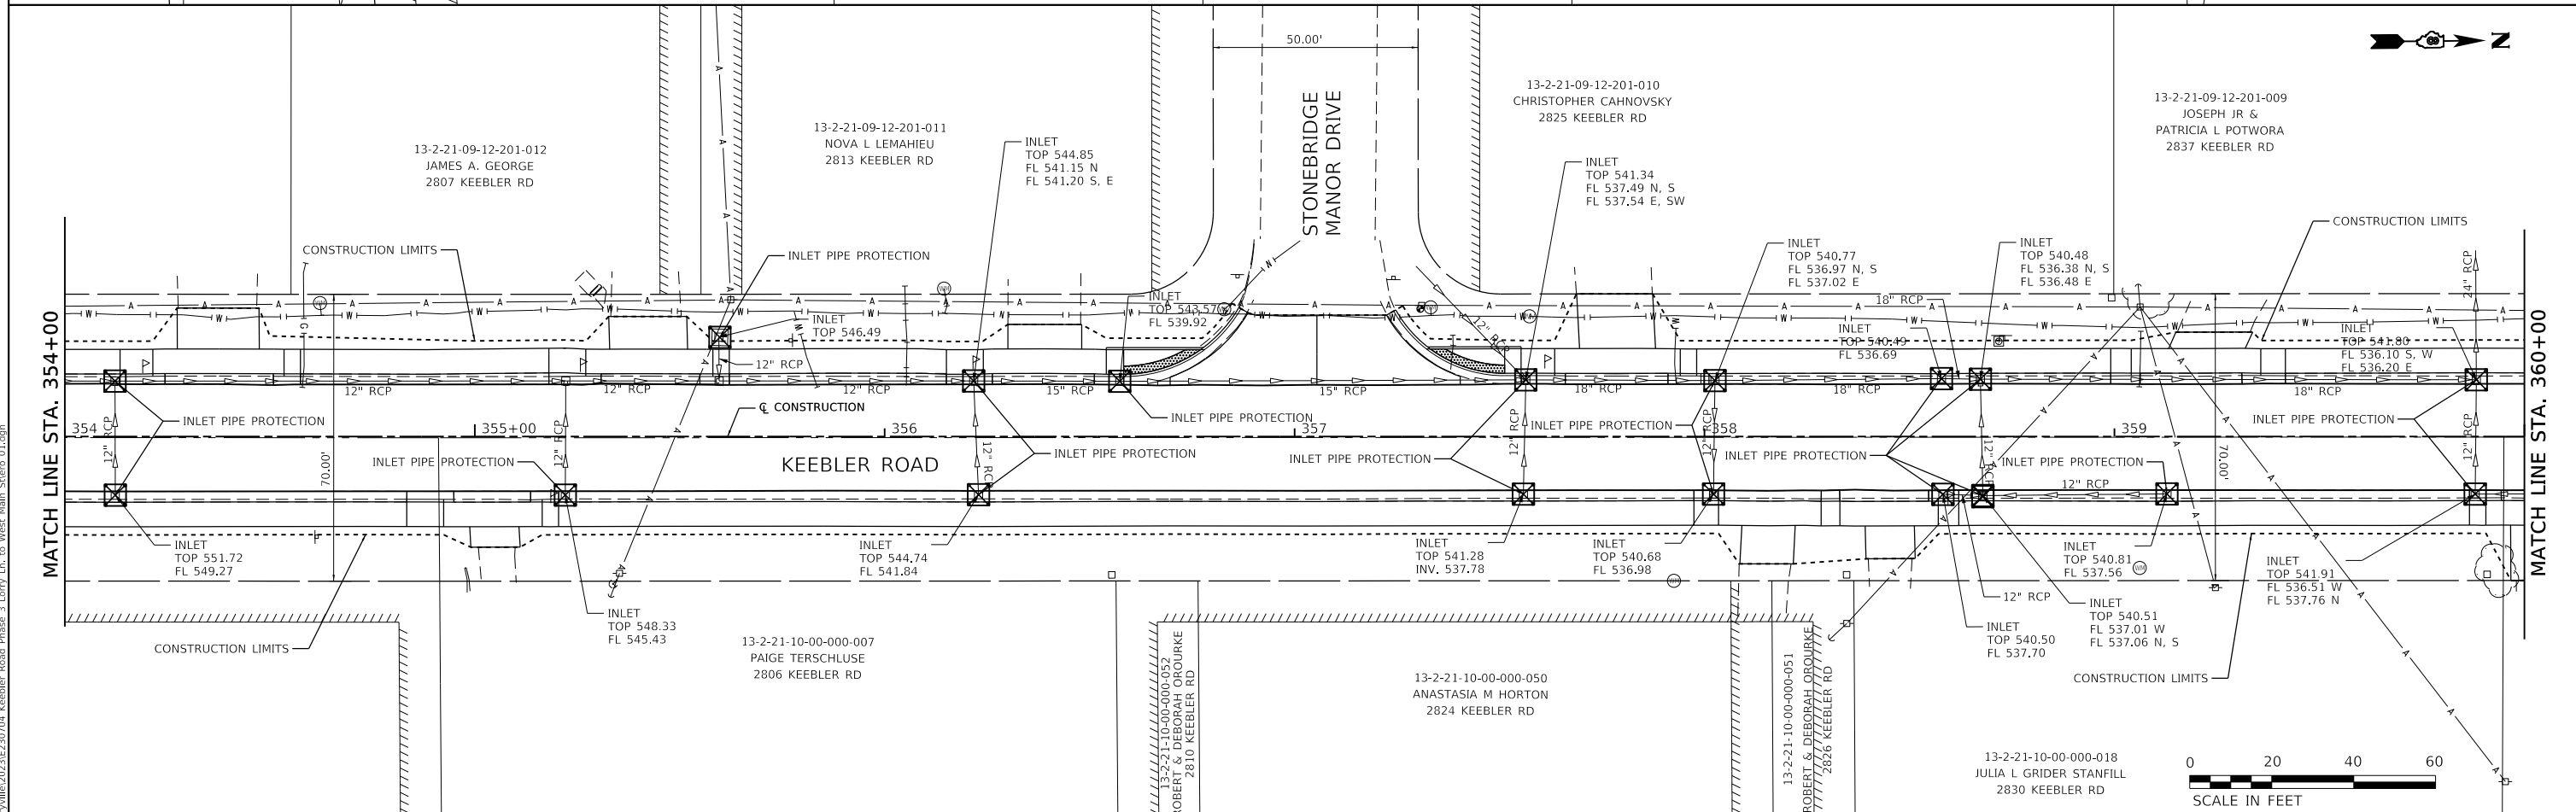 50.00'
N
13-2-21-09-12-201-012
JAMES A. GEORGE
2807 KEEBLER RD
13-2-21-09-12-201-011
NOVA L LEMAHIEU
2813 KEEBLER RD
INLET
TOP 544.85
FL 541.15 N
FL 541.20 S, E
STONEBRIDGE
MANOR DRIVE
13-2-21-09-12-201-010
CHRISTOPHER CAHNOVSKY
2825 KEEBLER RD
INLET
TOP 541.34
FL 537.49 N, S
FL 537.54 E, SW
13-2-21-09-12-201-009
JOSEPH JR &
PATRICIA L POTWORA
2837 KEEBLER RD
CONSTRUCTION LIMITS
INLET PIPE PROTECTION
INLET
TOP 540.77
FL 536.97 N, S
FL 537.02 E
INLET
TOP 540.48
FL 536.38 N, S
FL 536.48 E
CONSTRUCTION LIMITS
24" RCP
INLET
TOP 543.57
FL 539.92
INLET
TOP 546.49
12" RCP
18" RCP
INLET
TOP 540.49
FL 536.69
INLET
TOP 541.80
FL 536.10 S, W
FL 536.20 E
12" RCP
12" RCP
12" RCP
12" RCP
15" RCP
15" RCP
18" RCP
18" RCP
18" RCP
MATCH LINE STA. 354+00
MATCH LINE STA. 360+00
354
355+00
356
357
358
359
℄ CONSTRUCTION
INLET PIPE PROTECTION
INLET PIPE PROTECTION
INLET PIPE PROTECTION
INLET PIPE PROTECTION
12" RCP
12" RCP
12" RCP
12" RCP
12" RCP
12" RCP
12" RCP
70.00'
INLET PIPE PROTECTION
KEEBLER ROAD
INLET PIPE PROTECTION
INLET PIPE PROTECTION
INLET PIPE PROTECTION
INLET PIPE PROTECTION
70.00'
12" RCP
INLET
TOP 551.72
FL 549.27
INLET
TOP 544.74
FL 541.84
INLET
TOP 541.28
INV. 537.78
INLET
TOP 540.68
FL 536.98
INLET
TOP 540.81
FL 537.56
INLET
TOP 541.91
FL 536.51 W
FL 537.76 N
12" RCP
INLET
TOP 548.33
FL 545.43
INLET
TOP 540.50
FL 537.70
INLET
TOP 540.51
FL 537.01 W
FL 537.06 N, S
CONSTRUCTION LIMITS
13-2-21-10-00-000-007
PAIGE TERSCHLUSE
2806 KEEBLER RD
13-2-21-10-00-000-052
ROBERT & DEBORAH OROURKE
2810 KEEBLER RD
13-2-21-10-00-000-050
ANASTASIA M HORTON
2824 KEEBLER RD
13-2-21-10-00-000-051
ROBERT & DEBORAH OROURKE
2826 KEEBLER RD
CONSTRUCTION LIMITS
13-2-21-10-00-000-018
JULIA L GRIDER STANFILL
2830 KEEBLER RD
0 20 40 60
SCALE IN FEET